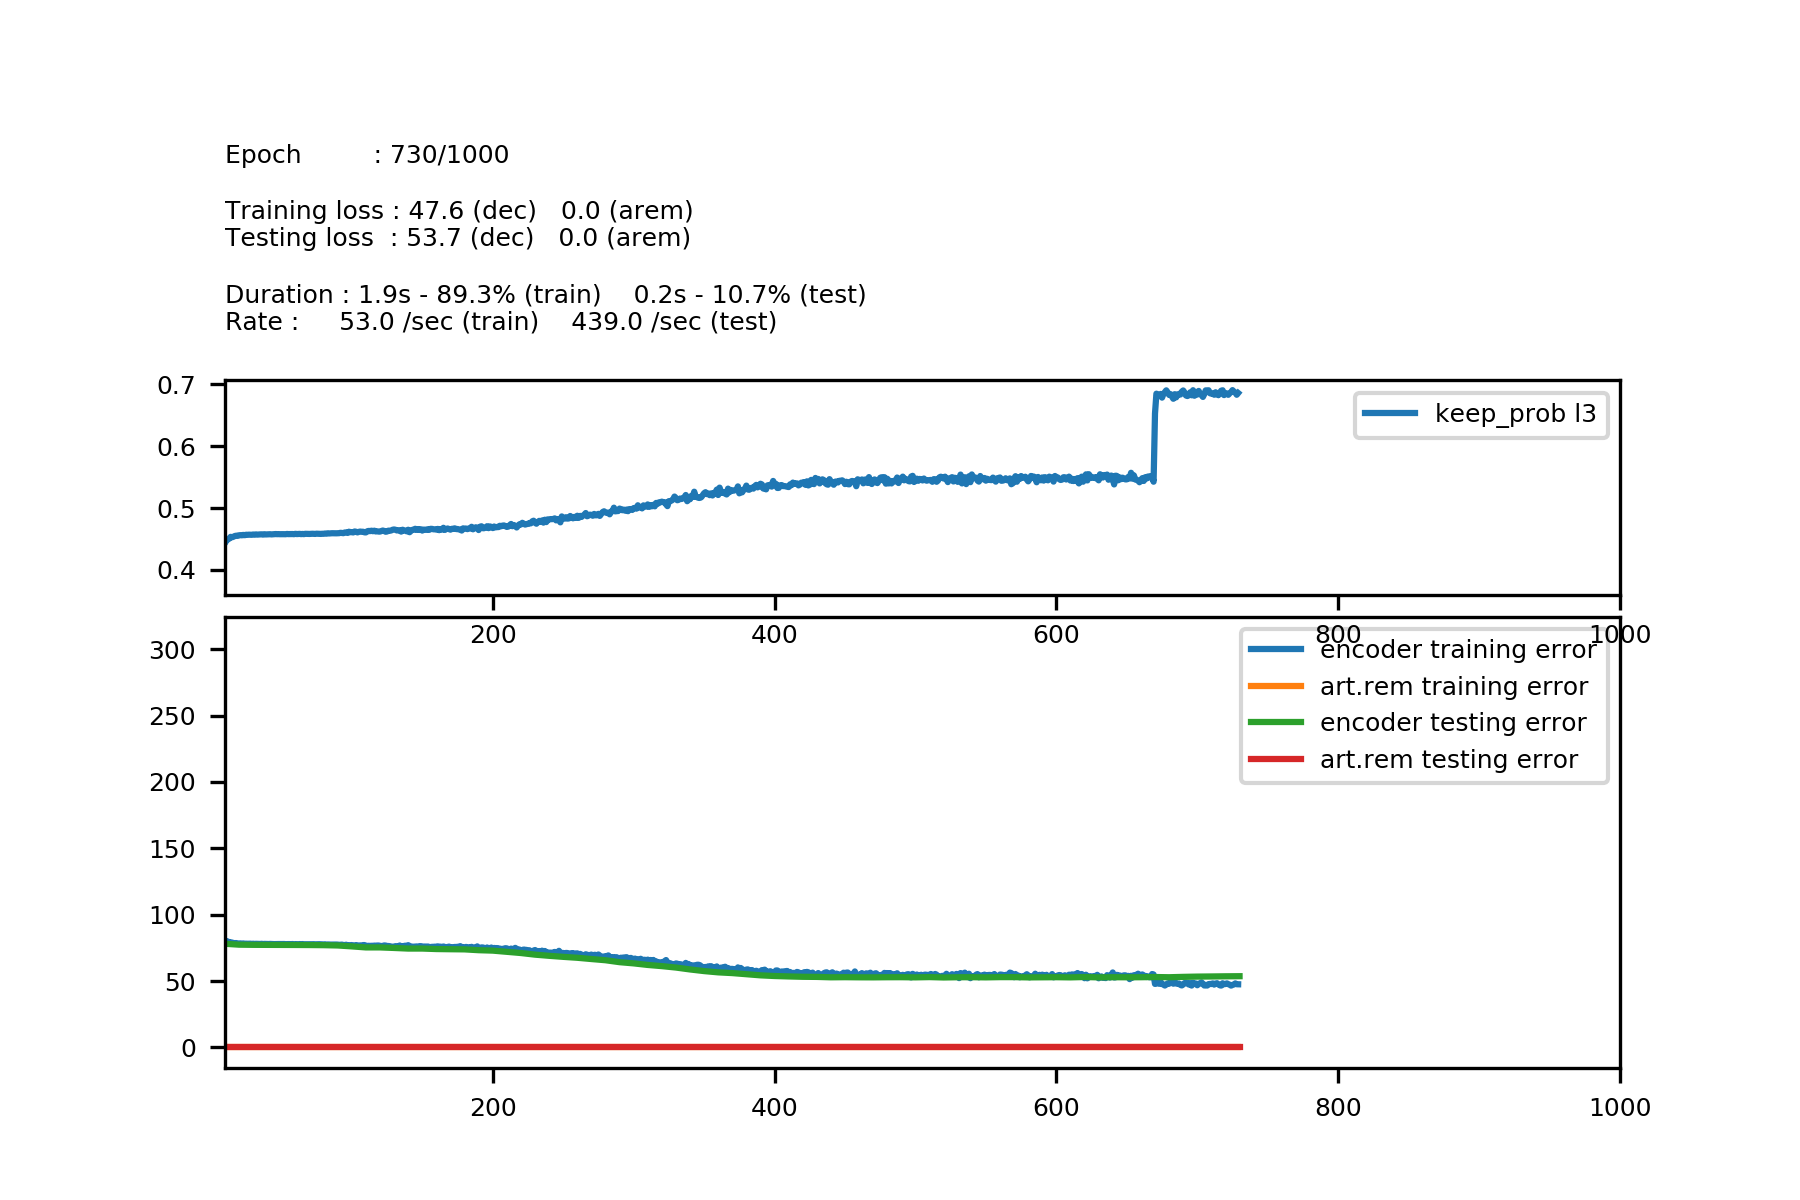 Epoch : 730/1000
Training loss : 47.6 (dec) 0.0 (arem)
Testing loss : 53.7 (dec) 0.0 (arem)
Duration : 1.9s - 89.3% (train) 0.2s - 10.7% (test)
Rate : 53.0 /sec (train) 439.0 /sec (test)
0.7
0.6
0.5
0.4
keep_prob l3
200 400 600 800 1000
300
250
200
150
100
50
0
encoder training error
art.rem training error
encoder testing error
art.rem testing error
200 400 600 800 1000